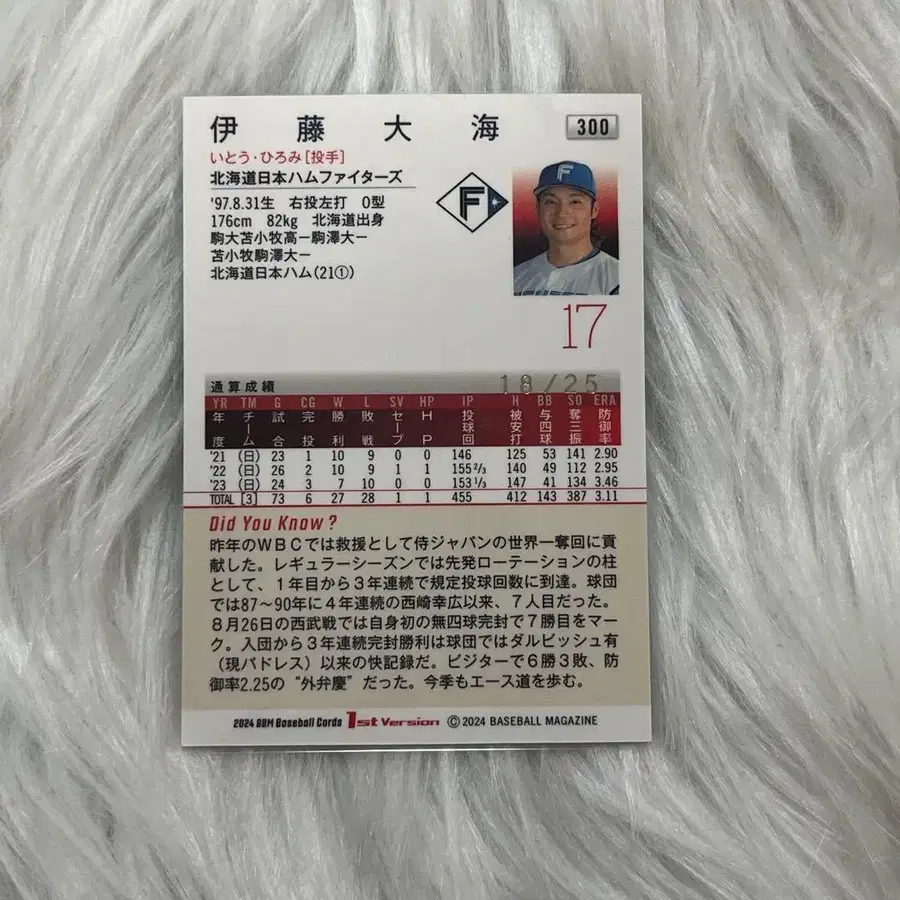 伊藤大海
300
いとう・ひろみ[投手]
北海道日本ハムファイターズ
'97.8.31生 右投左打 O型
176cm 82kg 北海道出身
駒大苫小牧高ー駒澤大ー
苫小牧駒澤大ー
北海道日本ハム(21①)
F
F
17
通算成績
18/25
YR TM G CG W L SV HP IP H BB SO ERA
年度 チーム 試合 完投 勝利 敗戦 セーブ HP 投球回 被安打 与四球 奪三振 防御率
'21 (日) 23 1 10 9 0 0 146 125 53 141 2.90
'22 (日) 26 2 10 9 1 1 155 2/3 140 49 112 2.95
'23 (日) 24 3 7 10 0 0 153 1/3 147 41 134 3.46
TOTAL [3] 73 6 27 28 1 1 455 412 143 387 3.11
Did You Know?
昨年のWBCでは救援として侍ジャパンの世界一奪回に貢
献した。レギュラーシーズンでは先発ローテーションの柱
として、1年目から3年連続で規定投球回数に到達。球団
では87〜90年に4年連続の西崎幸広以来、7人目だった。
8月26日の西武戦では自身初の無四球完封で7勝目をマー
ク。入団から3年連続完封勝利は球団ではダルビッシュ有
(現パドレス)以来の快記録だ。ビジターで6勝3敗、防
御率2.25の"外弁慶"だった。今季もエース道を歩む。
2024 BBM Baseball Cards 1st Version ©2024 BASEBALL MAGAZINE